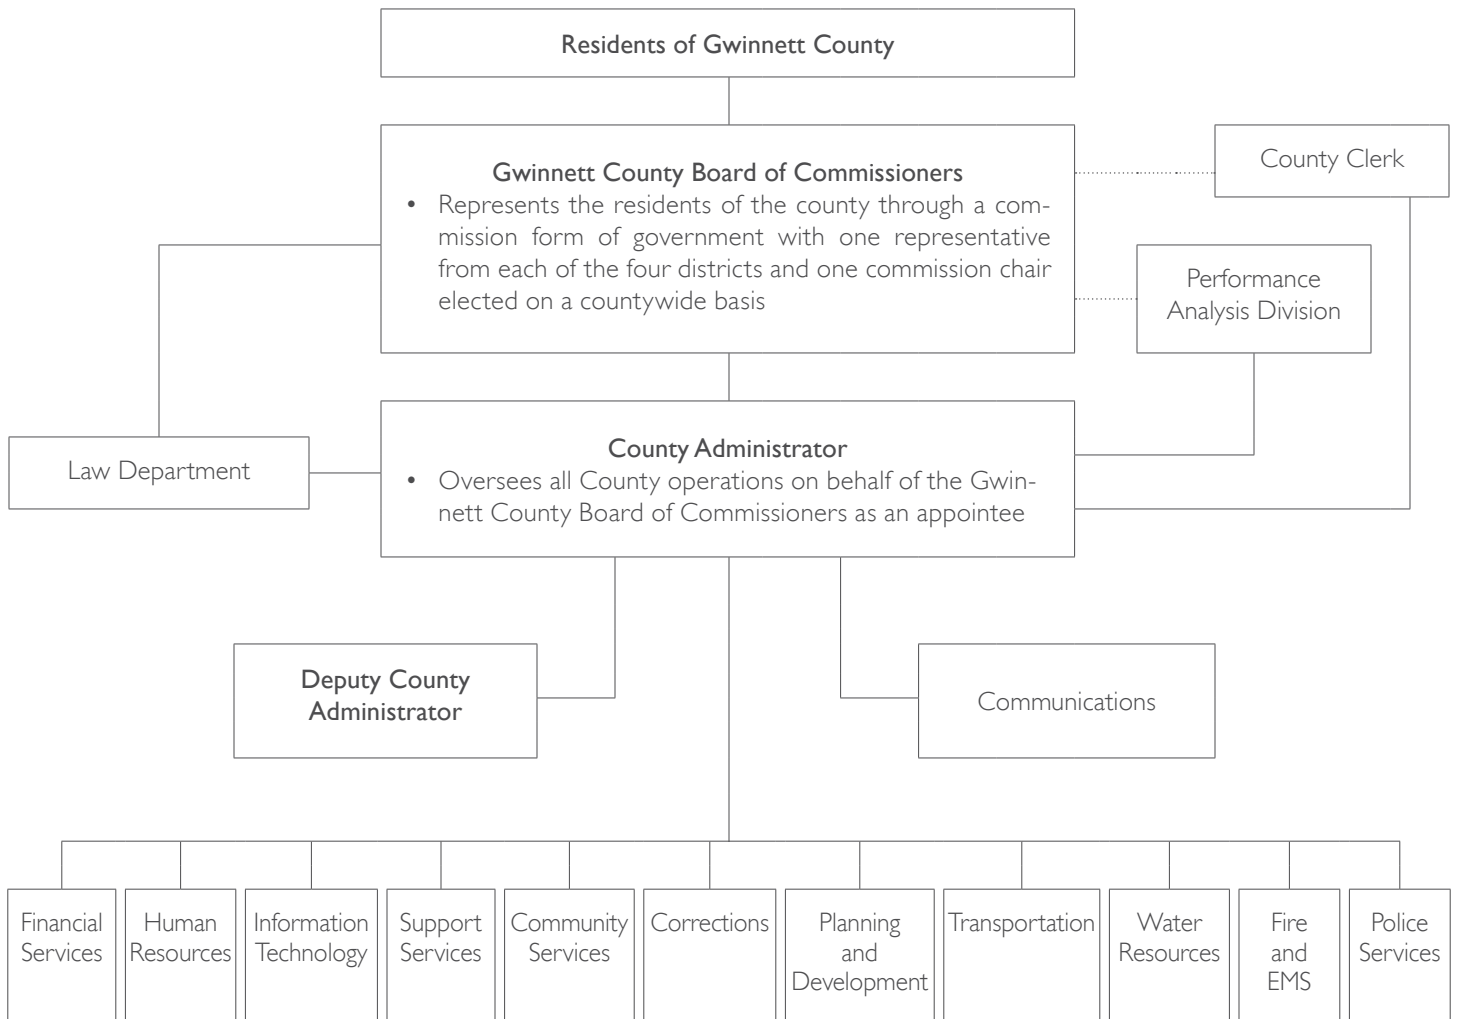 Residents of Gwinnett County
Gwinnett County Board of Commissioners
• Represents the residents of the county through a com-
mission form of government with one representative
from each of the four districts and one commission chair
elected on a countywide basis
County Clerk
Performance
Analysis Division
Law Department
County Administrator
• Oversees all County operations on behalf of the Gwin-
nett County Board of Commissioners as an appointee
Deputy County
Administrator
Communications
Financial
Services
Human
Resources
Information
Technology
Support
Services
Community
Services
Corrections
Planning
and
Development
Transportation
Water
Resources
Fire
and
EMS
Police
Services